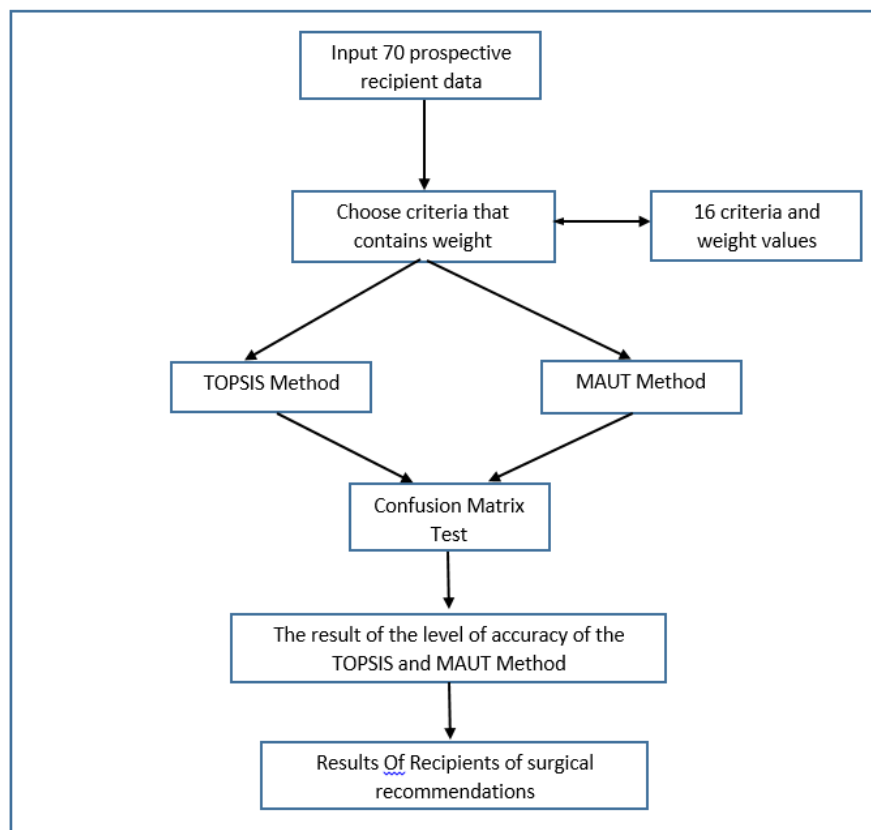 Input 70 prospective
recipient data
Choose criteria that
contains weight
16 criteria and
weight values
TOPSIS Method
MAUT Method
Confusion Matrix
Test
The result of the level of accuracy of the
TOPSIS and MAUT Method
Results Of Recipients of surgical
recommendations